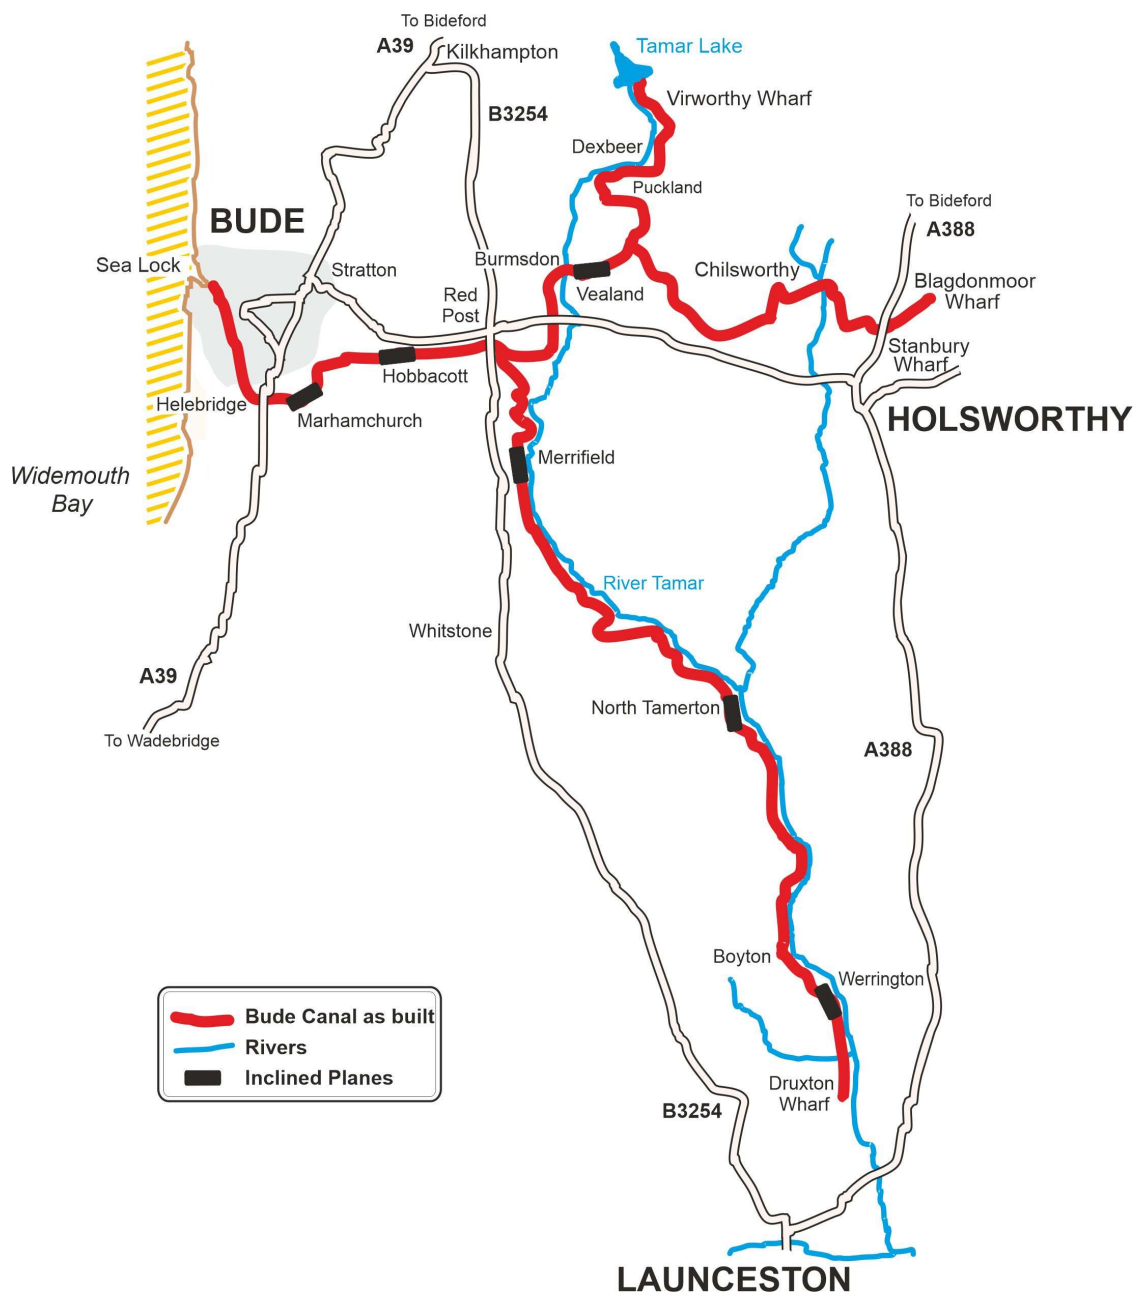 To Bideford
A39
Kilkhampton
Tamar Lake
Virworthy Wharf
B3254
Dexbeer
Puckland
To Bideford
A388
BUDE
Sea Lock
Stratton
Burmsdon
Vealand
Chilsworthy
Blagdonmoor
Wharf
Red
Post
Stanbury
Wharf
Hobbacott
Helebridge
Marhamchurch
HOLSWORTHY
Merrifield
Widemouth
Bay
River Tamar
Whitstone
A39
North Tamerton
To Wadebridge
A388
Boyton
Werrington
Bude Canal as built
Rivers
Inclined Planes
Druxton
Wharf
B3254
LAUNCESTON